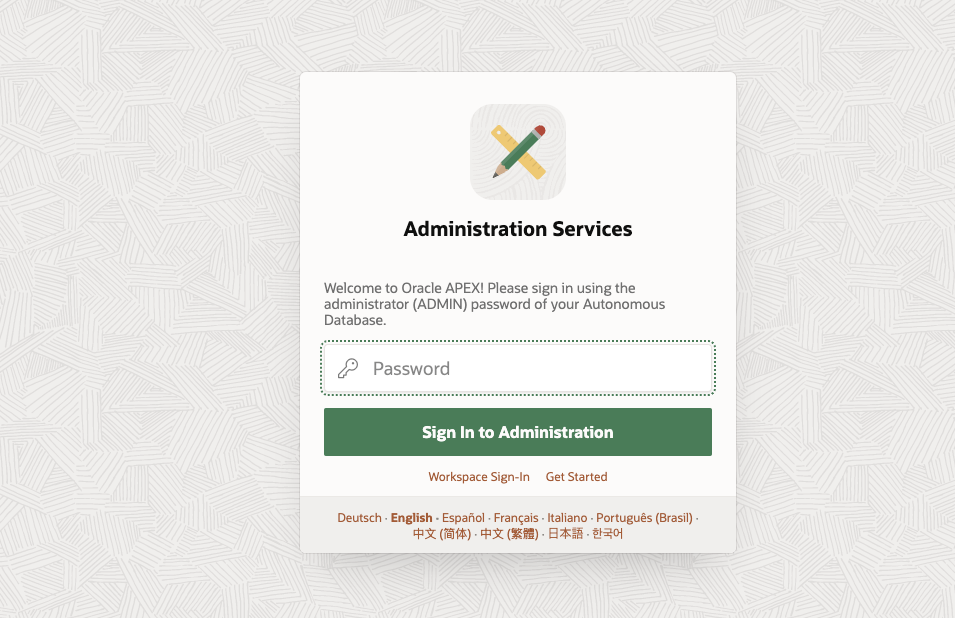 Administration Services
Welcome to Oracle APEX! Please sign in using the
administrator (ADMIN) password of your Autonomous
Database.
Password
Sign In to Administration
Workspace Sign-In Get Started
Deutsch · English · Español · Français · Italiano · Português (Brasil) ·
中文 (简体) · 中文 (繁體) · 日本語 · 한국어